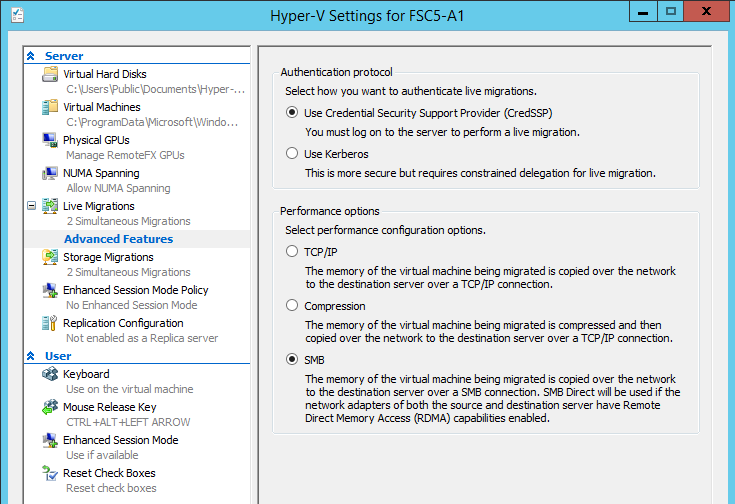 Hyper-V Settings for FSC5-A1
Server
Virtual Hard Disks
C:\Users\Public\Documents\Hyper-...
Virtual Machines
C:\ProgramData\Microsoft\Windo...
Physical GPUs
Manage RemoteFX GPUs
NUMA Spanning
Allow NUMA Spanning
Live Migrations
2 Simultaneous Migrations
Advanced Features
Storage Migrations
2 Simultaneous Migrations
Enhanced Session Mode Policy
No Enhanced Session Mode
Replication Configuration
Not enabled as a Replica server
User
Keyboard
Use on the virtual machine
Mouse Release Key
CTRL+ALT+LEFT ARROW
Enhanced Session Mode
Use if available
Reset Check Boxes
Reset check boxes
Authentication protocol
Select how you want to authenticate live migrations.
Use Credential Security Support Provider (CredSSP)
You must log on to the server to perform a live migration.
Use Kerberos
This is more secure but requires constrained delegation for live migration.
Performance options
Select performance configuration options.
TCP/IP
The memory of the virtual machine being migrated is copied over the network
to the destination server over a TCP/IP connection.
Compression
The memory of the virtual machine being migrated is compressed and then
copied over the network to the destination server over a TCP/IP connection.
SMB
The memory of the virtual machine being migrated is copied over the network
to the destination server over a SMB connection. SMB Direct will be used if the
network adapters of both the source and destination server have Remote
Direct Memory Access (RDMA) capabilities enabled.